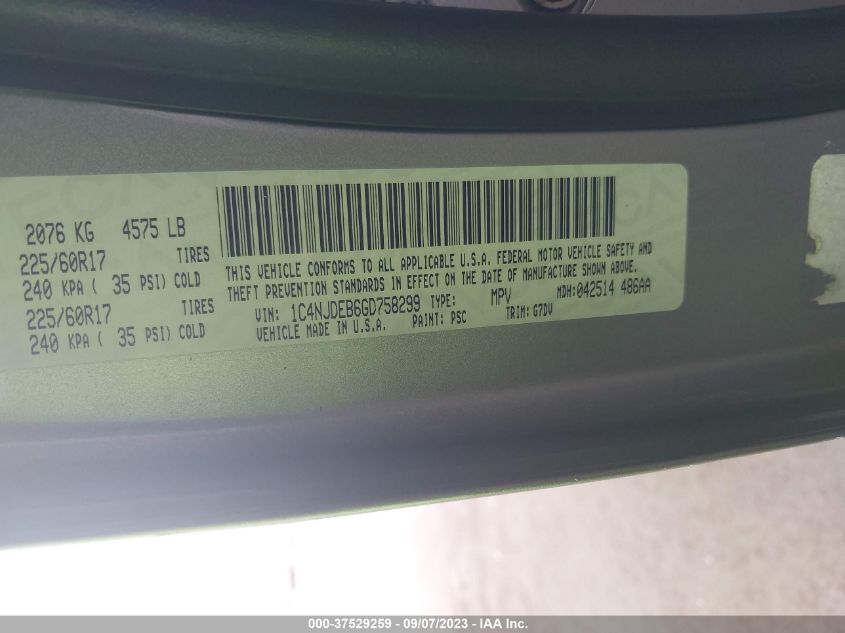 2076 KG 4575 LB
225/60R17 TIRES
240 KPA ( 35 PSI) COLD
225/60R17 TIRES
240 KPA ( 35 PSI) COLD
THIS VEHICLE CONFORMS TO ALL APPLICABLE U.S.A. FEDERAL MOTOR VEHICLE SAFETY AND
THEFT PREVENTION STANDARDS IN EFFECT ON THE DATE OF MANUFACTURE SHOWN ABOVE.
VIN: 1C4NJDEB6GD758299 TYPE: MPV MDH:042514 486AA
VEHICLE MADE IN U.S.A. PAINT: PSC TRIM: G7DV
000-37529259 - 09/07/2023 - IAA Inc.